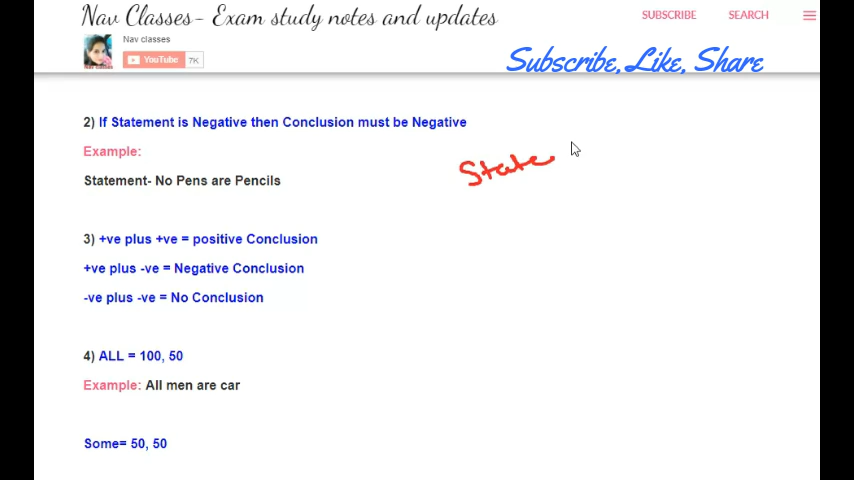 Nav Classes- Exam study notes and updates
SUBSCRIBE SEARCH
Nav classes
YouTube 7K
Subscribe, Like, Share
2) If Statement is Negative then Conclusion must be Negative
Example:
State
Statement- No Pens are Pencils
3) +ve plus +ve = positive Conclusion
+ve plus -ve = Negative Conclusion
-ve plus -ve = No Conclusion
4) ALL = 100, 50
Example: All men are car
Some= 50, 50